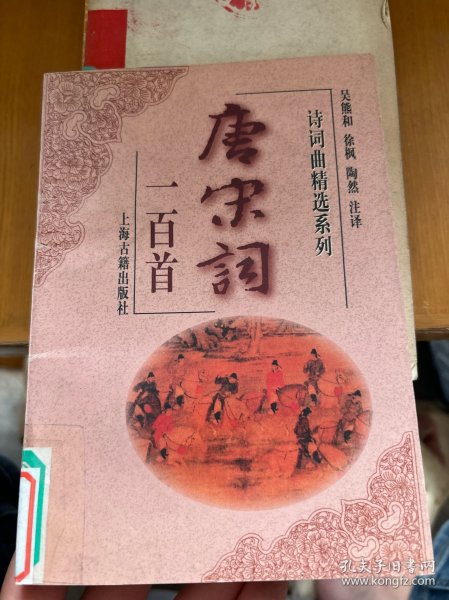 吴熊和 徐枫 陶然 注译
诗词曲精选系列
唐宋词
一百首
上海古籍出版社
孔夫子旧书网
www.kongfz.com